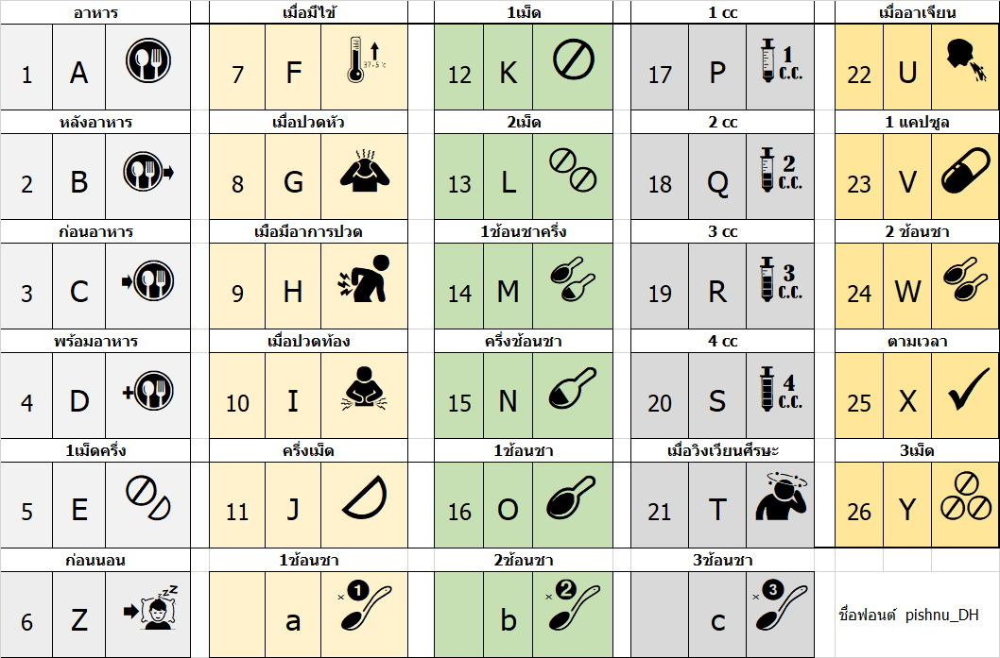 อาหาร เมื่อมีไข้ 1เม็ด 1 cc เมื่ออาเจียน
1 A 7 F 37.5 °c 12 K 17 P 1 c.c. 22 U
หลังอาหาร เมื่อปวดหัว 2เม็ด 2 cc 1 แคปซูล
2 B 8 G 13 L 18 Q 2 c.c. 23 V
ก่อนอาหาร เมือมีอาการปวด 1ช้อนชาครึ่ง 3 cc 2 ช้อนชา
3 C 9 H 14 M 19 R 3 c.c. 24 W
พร้อมอาหาร เมื่อปวดท้อง ครึ่งช้อนชา 4 cc ตามเวลา
4 D 10 I 15 N 20 S 4 c.c. 25 X
1เม็ดครึ่ง ครึ่งเม็ด 1ช้อนชา เมื่อวิงเวียนศีรษะ 3เม็ด
5 E 11 J 16 O 21 T 26 Y
ก่อนนอน 1ช้อนชา 2ช้อนชา 3ช้อนชา
6 Z zzZ a × 1 b × 2 c × 3 ชื่อฟอนต์ pishnu_DH